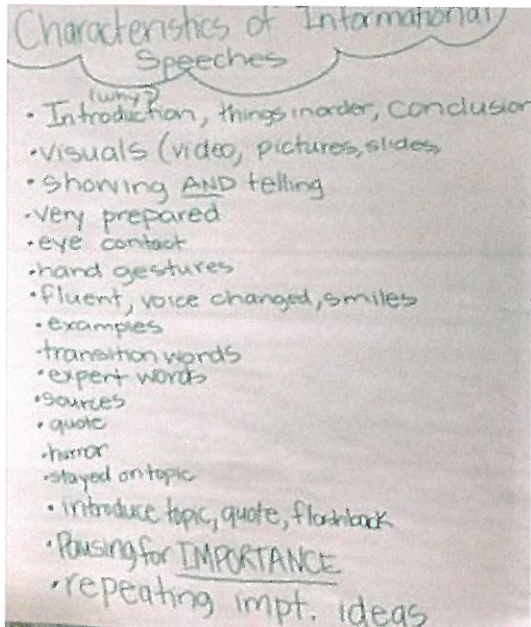 Characteristics of Informational
Speeches
(why?)
• Introduction, things in order, conclusion
• visuals (video, pictures, slides,
• showing AND telling
• very prepared
• eye contact
• hand gestures
• fluent, voice changed, smiles
• examples
• transition words
• expert words
• sources
• quote
• humor
• stayed on topic
• introduce topic, quote, flashback
• Pausing for IMPORTANCE
• repeating impt. ideas